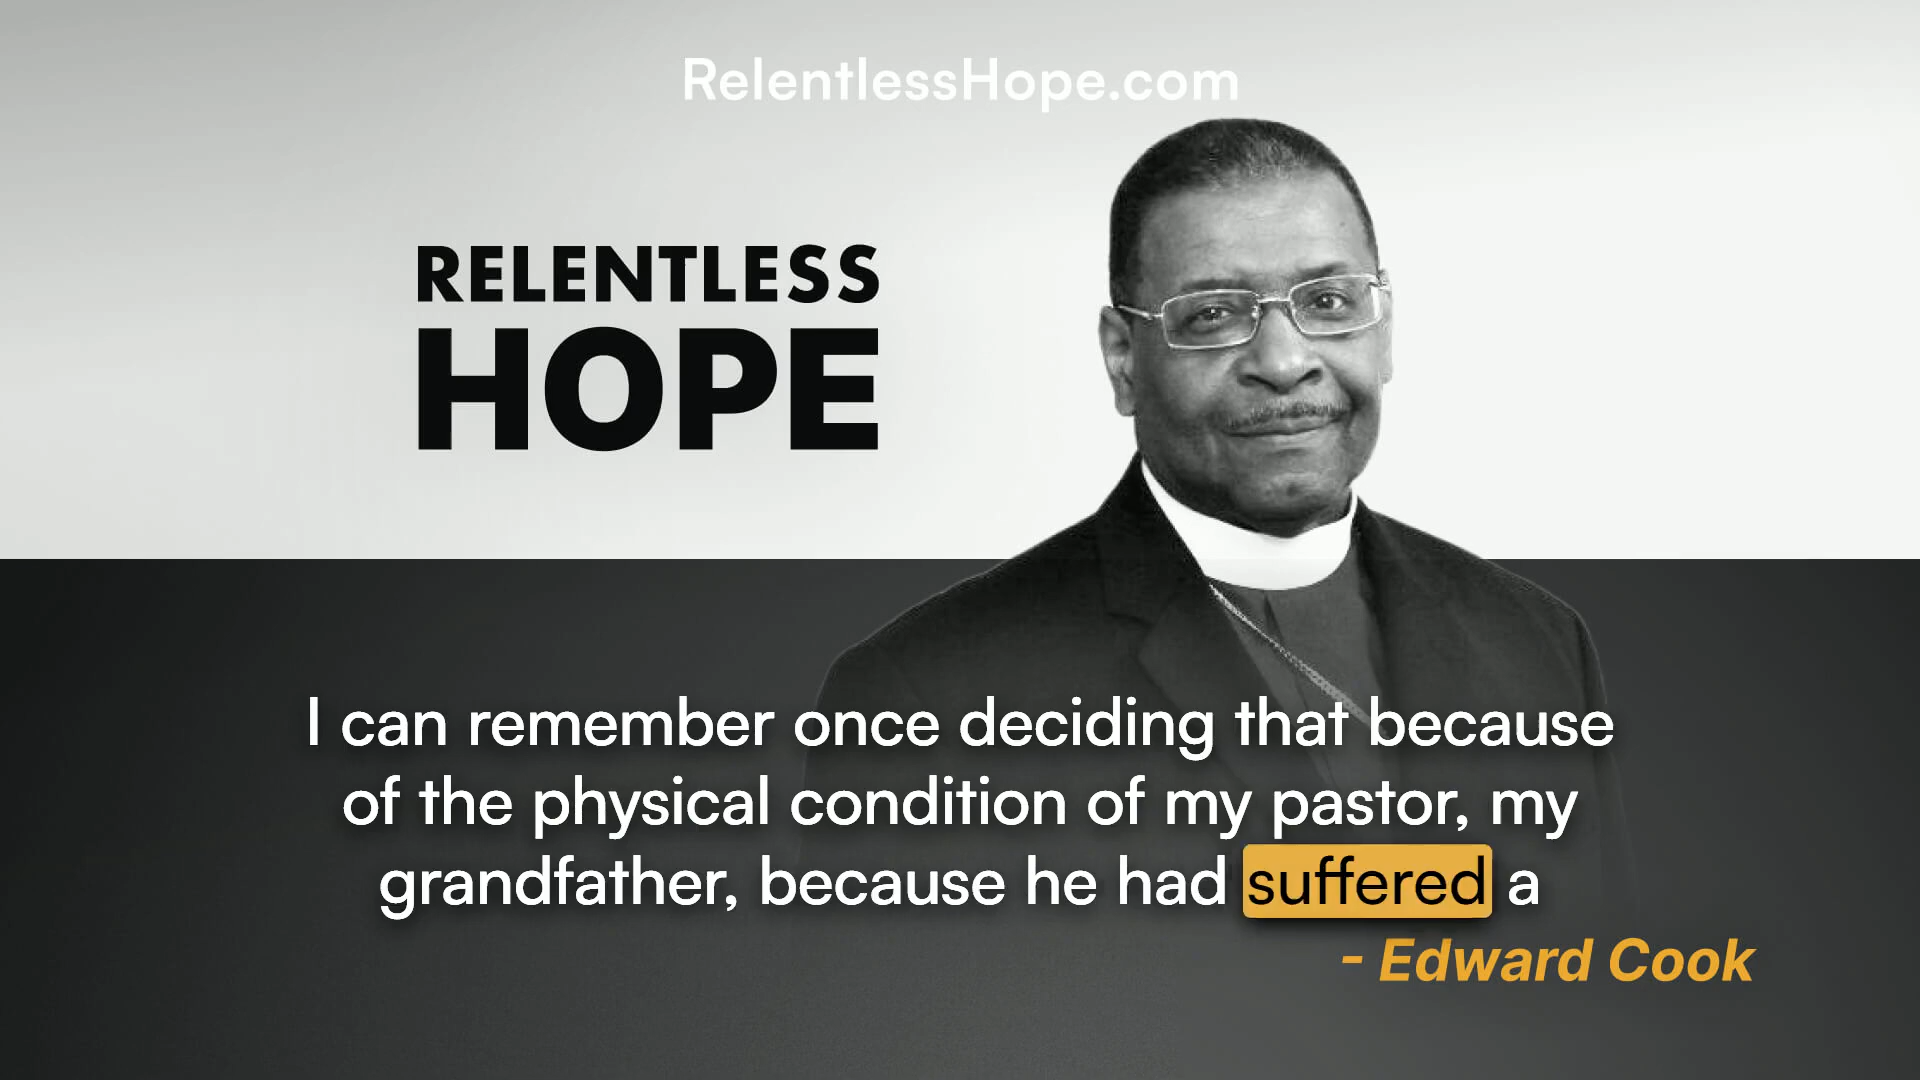 RelentlessHope.com
RELENTLESS
HOPE
I can remember once deciding that because
of the physical condition of my pastor, my
grandfather, because he had suffered a
- Edward Cook